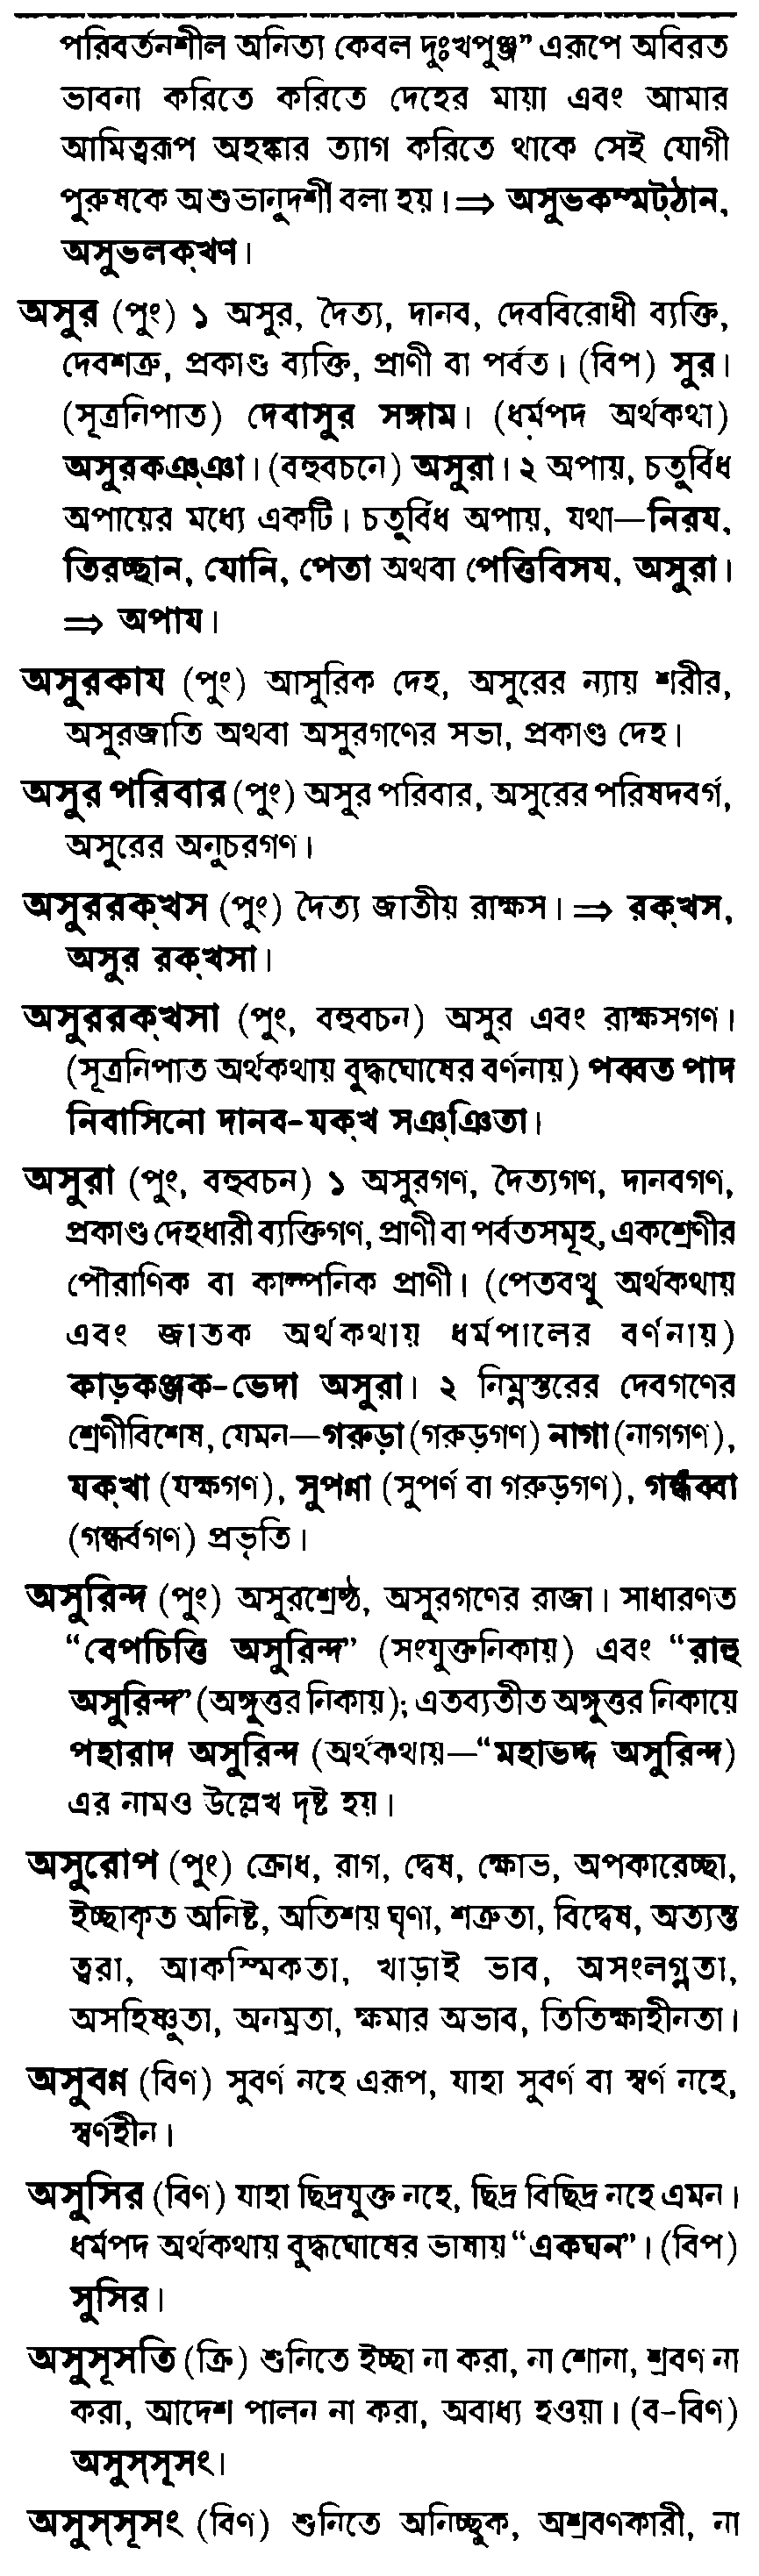 পরিবর্তনশীল অনিত্য কেবল দুঃখপুঞ্জ” এরূপে অবিরত
ভাবনা করিতে করিতে দেহের মায়া এবং আমার
আমিত্বরূপ অহঙ্কার ত্যাগ করিতে থাকে সেই যোগী
পুরুষকে অশুভানুদর্শী বলা হয়।⇒ অসুভকম্মট্ঠান,
অসুভলক্খণ।
অসুর (পুং) ১ অসুর, দৈত্য, দানব, দেববিরোধী ব্যক্তি,
দেবশত্রু, প্রকাণ্ড ব্যক্তি, প্রাণী বা পর্বত। (বিপ) সুর।
(সূত্রনিপাত) দেবাসুর সঙ্গাম। (ধর্মপদ অর্থকথা)
অসুরকঞ্ঞা। (বহুবচনে) অসুরা। ২ অপায়, চতুর্বিধ
অপায়ের মধ্যে একটি। চতুর্বিধ অপায়, যথা—নিরয,
তিরচ্ছান, যোনি, পেতা অথবা পেত্তিবিসয, অসুরা।
⇒ অপায।
অসুরকায (পুং) আসুরিক দেহ, অসুরের ন্যায় শরীর,
অসুরজাতি অথবা অসুরগণের সভা, প্রকাণ্ড দেহ।
অসুর পরিবার (পুং) অসুর পরিবার, অসুরের পরিষদবর্গ,
অসুরের অনুচরগণ।
অসুররক্খস (পুং) দৈত্য জাতীয় রাক্ষস। ⇒ রক্খস,
অসুর রক্খসা।
অসুররক্খসা (পুং, বহুবচন) অসুর এবং রাক্ষসগণ।
(সূত্রনিপাত অর্থকথায় বুদ্ধঘোষের বর্ণনায়) পব্বত পাদ
নিবাসিনো দানব-যক্খ সঞ্ঞিতা।
অসুরা (পুং, বহুবচন) ১ অসুরগণ, দৈত্যগণ, দানবগণ,
প্রকাণ্ড দেহধারী ব্যক্তিগণ, প্রাণী বা পর্বতসমূহ, একশ্রেণীর
পৌরাণিক বা কাল্পনিক প্রাণী। (পেতবত্থু অর্থকথায়
এবং জাতক অর্থকথায় ধর্মপালের বর্ণনায়)
কাড়কঞ্জক-ভেদা অসুরা। ২ নিম্নস্তরের দেবগণের
শ্রেণীবিশেষ, যেমন—গরুড়া (গরুড়গণ) নাগা (নাগগণ),
যক্খা (যক্ষগণ), সুপণ্ণা (সুপর্ণ বা গরুড়গণ), গন্ধব্বা
(গন্ধর্বগণ) প্রভৃতি।
অসুরিন্দ (পুং) অসুরশ্রেষ্ঠ, অসুরগণের রাজা। সাধারণত
“বেপচিত্তি অসুরিন্দ” (সংযুক্তনিকায়) এবং “রাহু
অসুরিন্দ” (অঙ্গুত্তর নিকায়); এতব্যতীত অঙ্গুত্তর নিকায়ে
পহারাদ অসুরিন্দ (অর্থকথায়—“মহাভদ্দ অসুরিন্দ)
এর নামও উল্লেখ দৃষ্ট হয়।
অসুরোপ (পুং) ক্রোধ, রাগ, দ্বেষ, ক্ষোভ, অপকারেচ্ছা,
ইচ্ছাকৃত অনিষ্ট, অতিশয় ঘৃণা, শত্রুতা, বিদ্বেষ, অত্যন্ত
ত্বরা, আকস্মিকতা, খাড়াই ভাব, অসংলগ্নতা,
অসহিষ্ণুতা, অনম্রতা, ক্ষমার অভাব, তিতিক্ষাহীনতা।
অসুবণ্ণ (বিণ) সুবর্ণ নহে এরূপ, যাহা সুবর্ণ বা স্বর্ণ নহে,
স্বর্ণহীন।
অসুসির (বিণ) যাহা ছিদ্রযুক্ত নহে, ছিদ্র বিছিদ্র নহে এমন।
ধর্মপদ অর্থকথায় বুদ্ধঘোষের ভাষায় “একঘন”। (বিপ)
সুসির।
অসুসূসতি (ক্রি) শুনিতে ইচ্ছা না করা, না শোনা, শ্রবণ না
করা, আদেশ পালন না করা, অবাধ্য হওয়া। (ব-বিণ)
অসুস্সূসং।
অসুস্সূসং (বিণ) শুনিতে অনিচ্ছুক, অশ্রবণকারী, না